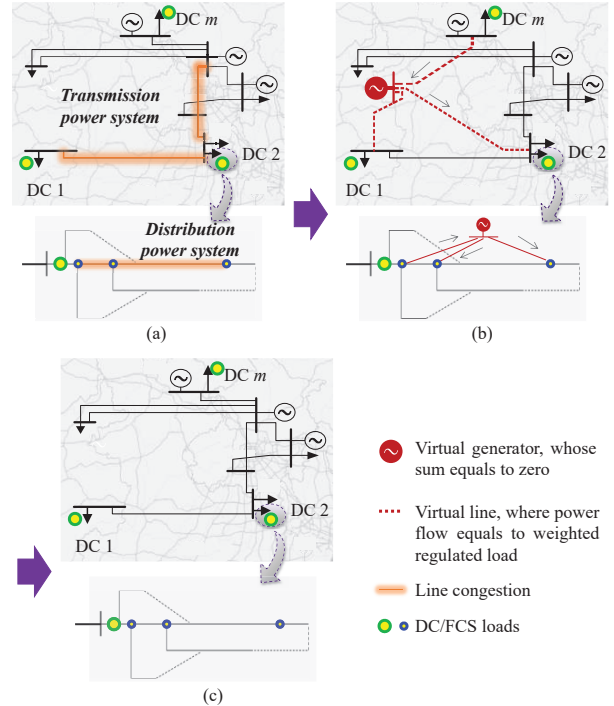 DC m
Transmission
power system
DC 2
DC 1
Distribution
power system
(a)
DC m
DC 2
DC 1
(b)
DC m
DC 2
DC 1
(c)
Virtual generator, whose
sum equals to zero
Virtual line, where power
flow equals to weighted
regulated load
Line congestion
DC/FCS loads